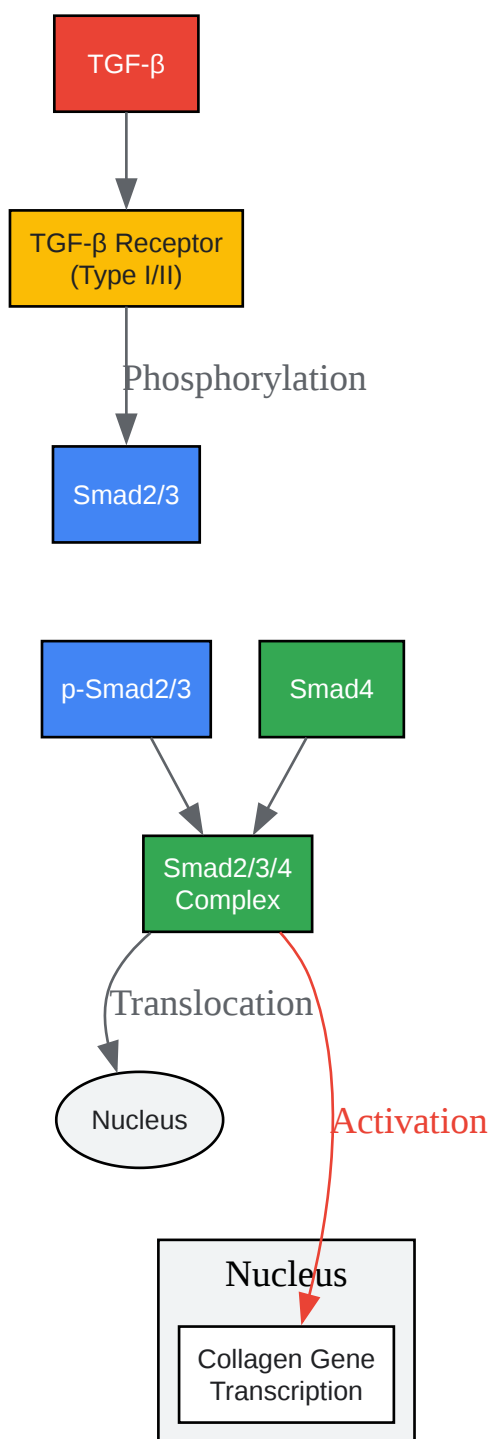 TGF-β
TGF-β Receptor
(Type I/II)
Phosphorylation
Smad2/3
p-Smad2/3
Smad4
Smad2/3/4
Complex
Translocation
Nucleus
Activation
Nucleus
Collagen Gene
Transcription